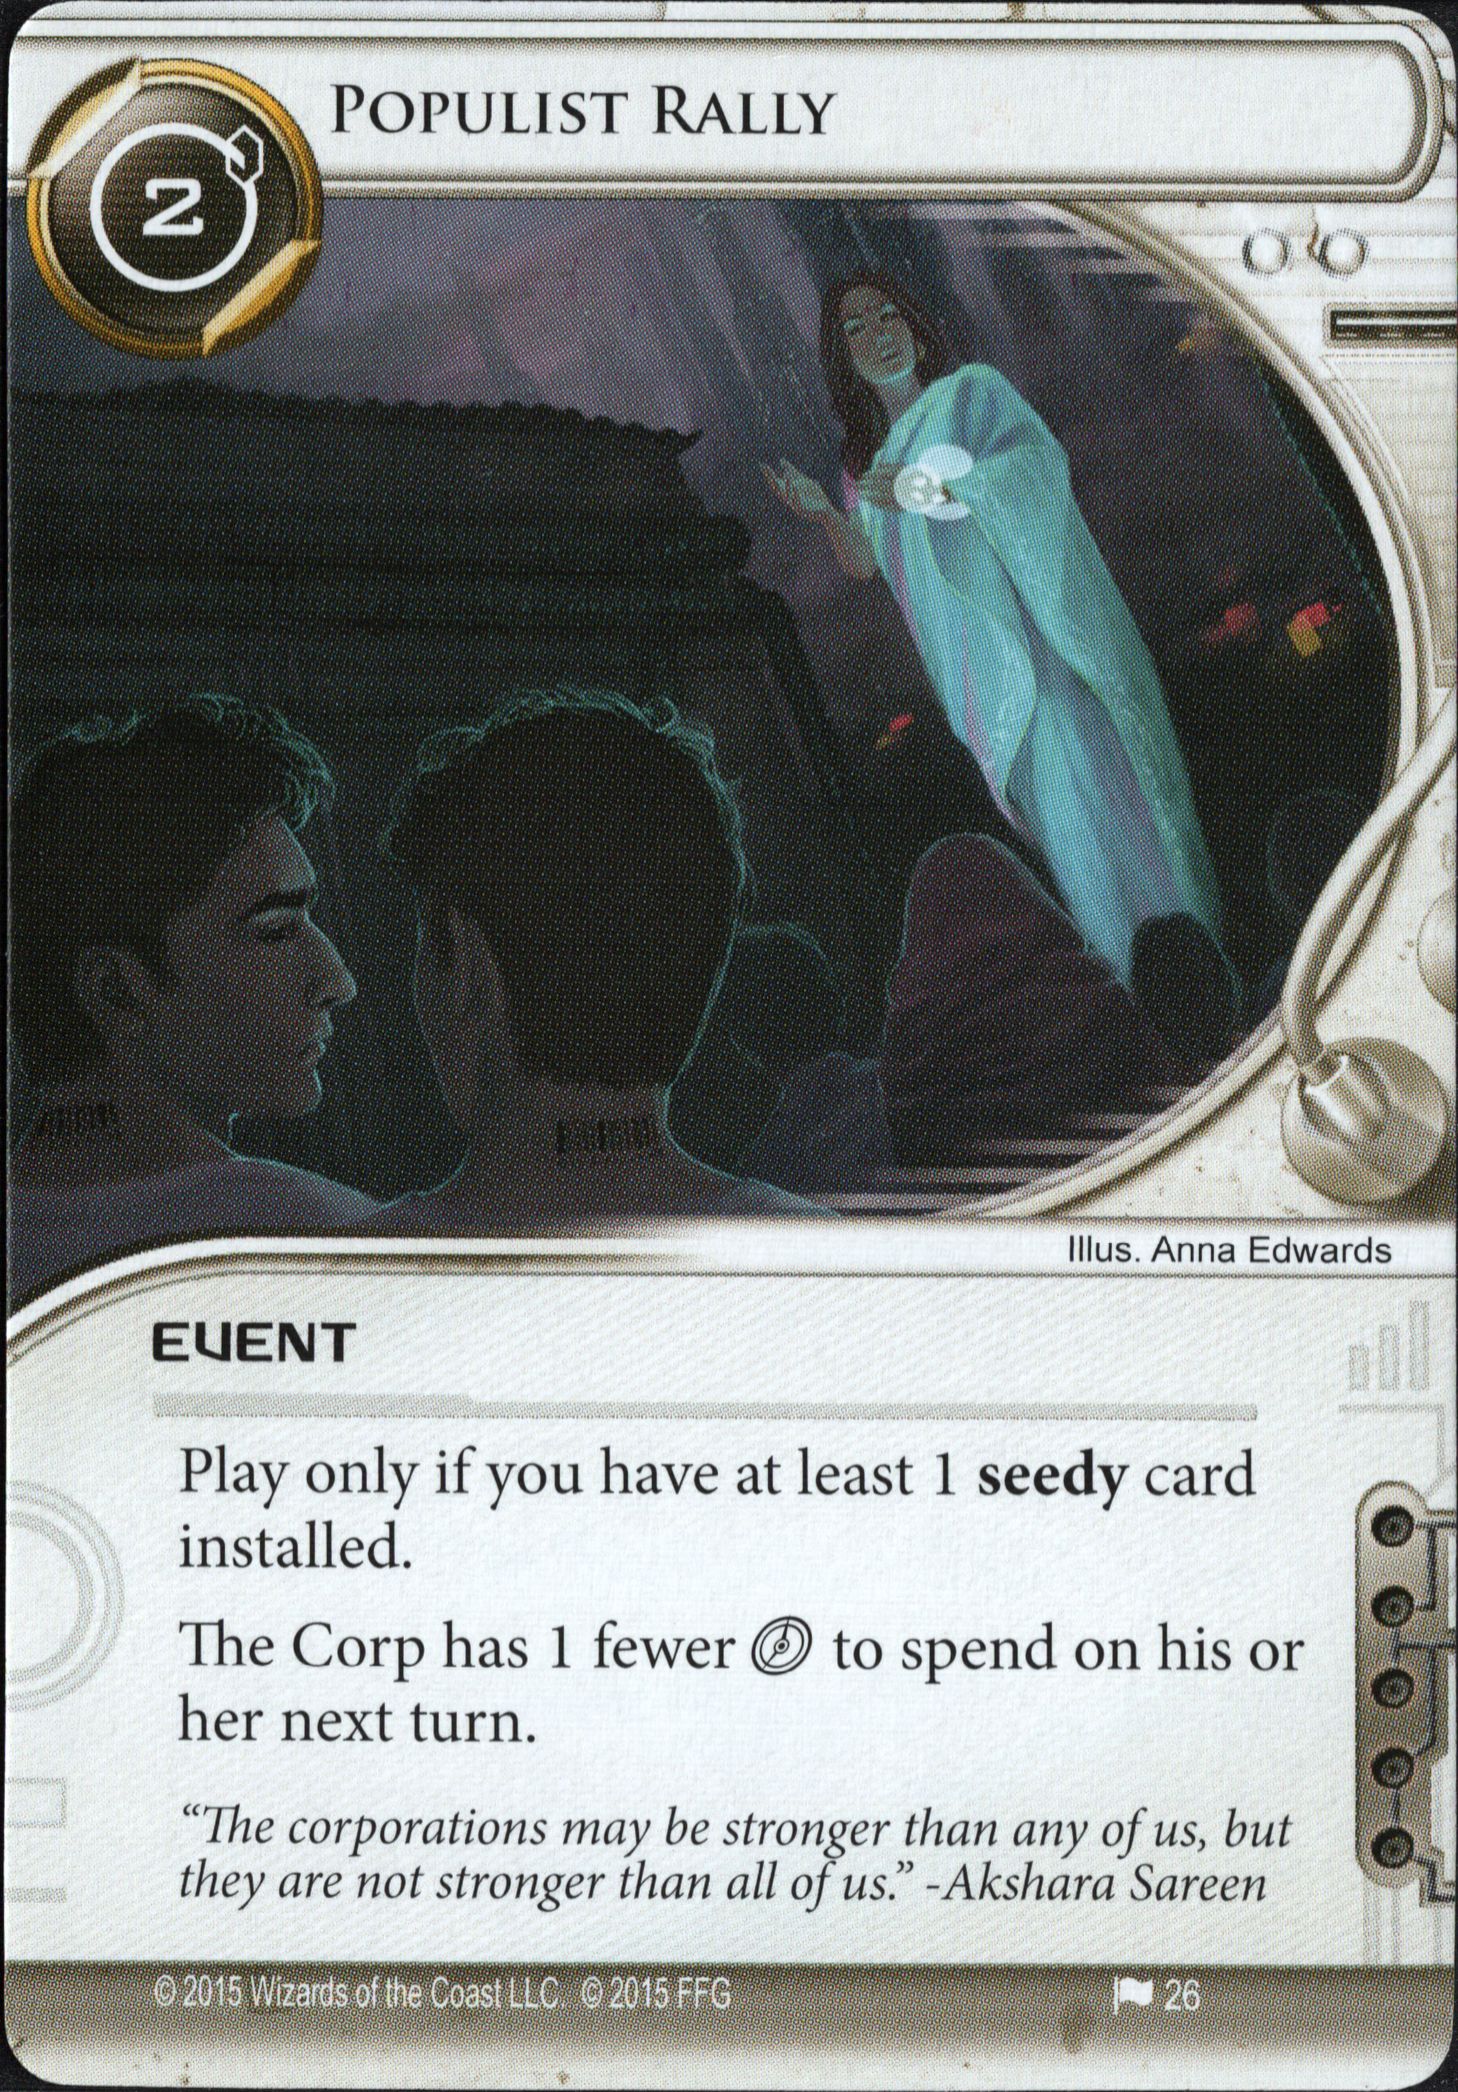 2
POPULIST RALLY
Illus. Anna Edwards
EVENT
Play only if you have at least 1 seedy card
installed.
The Corp has 1 fewer to spend on his or
her next turn.
“The corporations may be stronger than any of us, but
they are not stronger than all of us.” -Akshara Sareen
© 2015 Wizards of the Coast LLC. © 2015 FFG
26